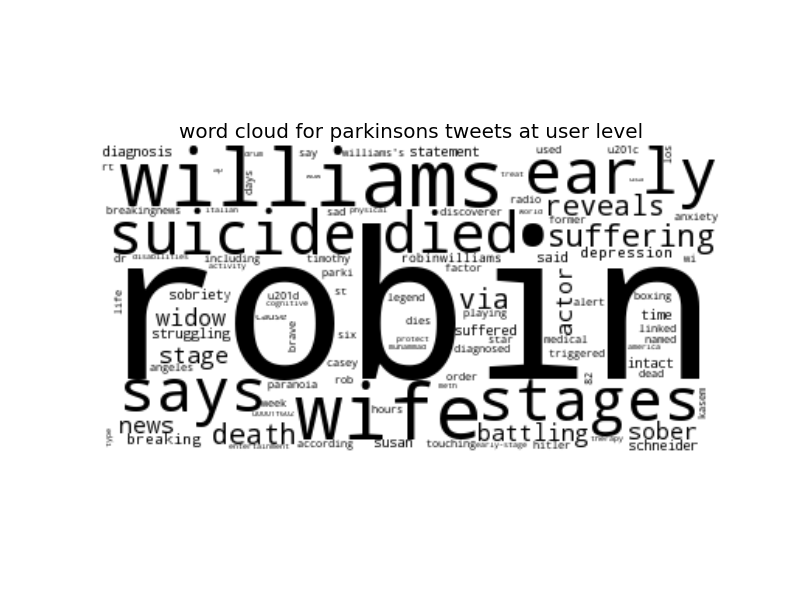 word cloud for parkinsons tweets at user level
diagnosis say williams's statement used u201c los
rt days treat
williams early
radio reveals
breakingnews italian sad physical discoverer world former anxiety
suicide died suffering
depression
dr disabilities including timothy robinwilliams said wi
activity parki factor
robin
life sobriety u201d st legend via actor alert boxing
cognitive
widow cause brave playing time
struggling six dies suffered linked
protect star medical named
stage muhammad diagnosed triggered america
angeles casey intact
paranoia rob order 82 dead
says wife meth stages kasem
week hours
news death battling sober
type breaking according susan touching early-stage hitler therapy schneider
entertainment